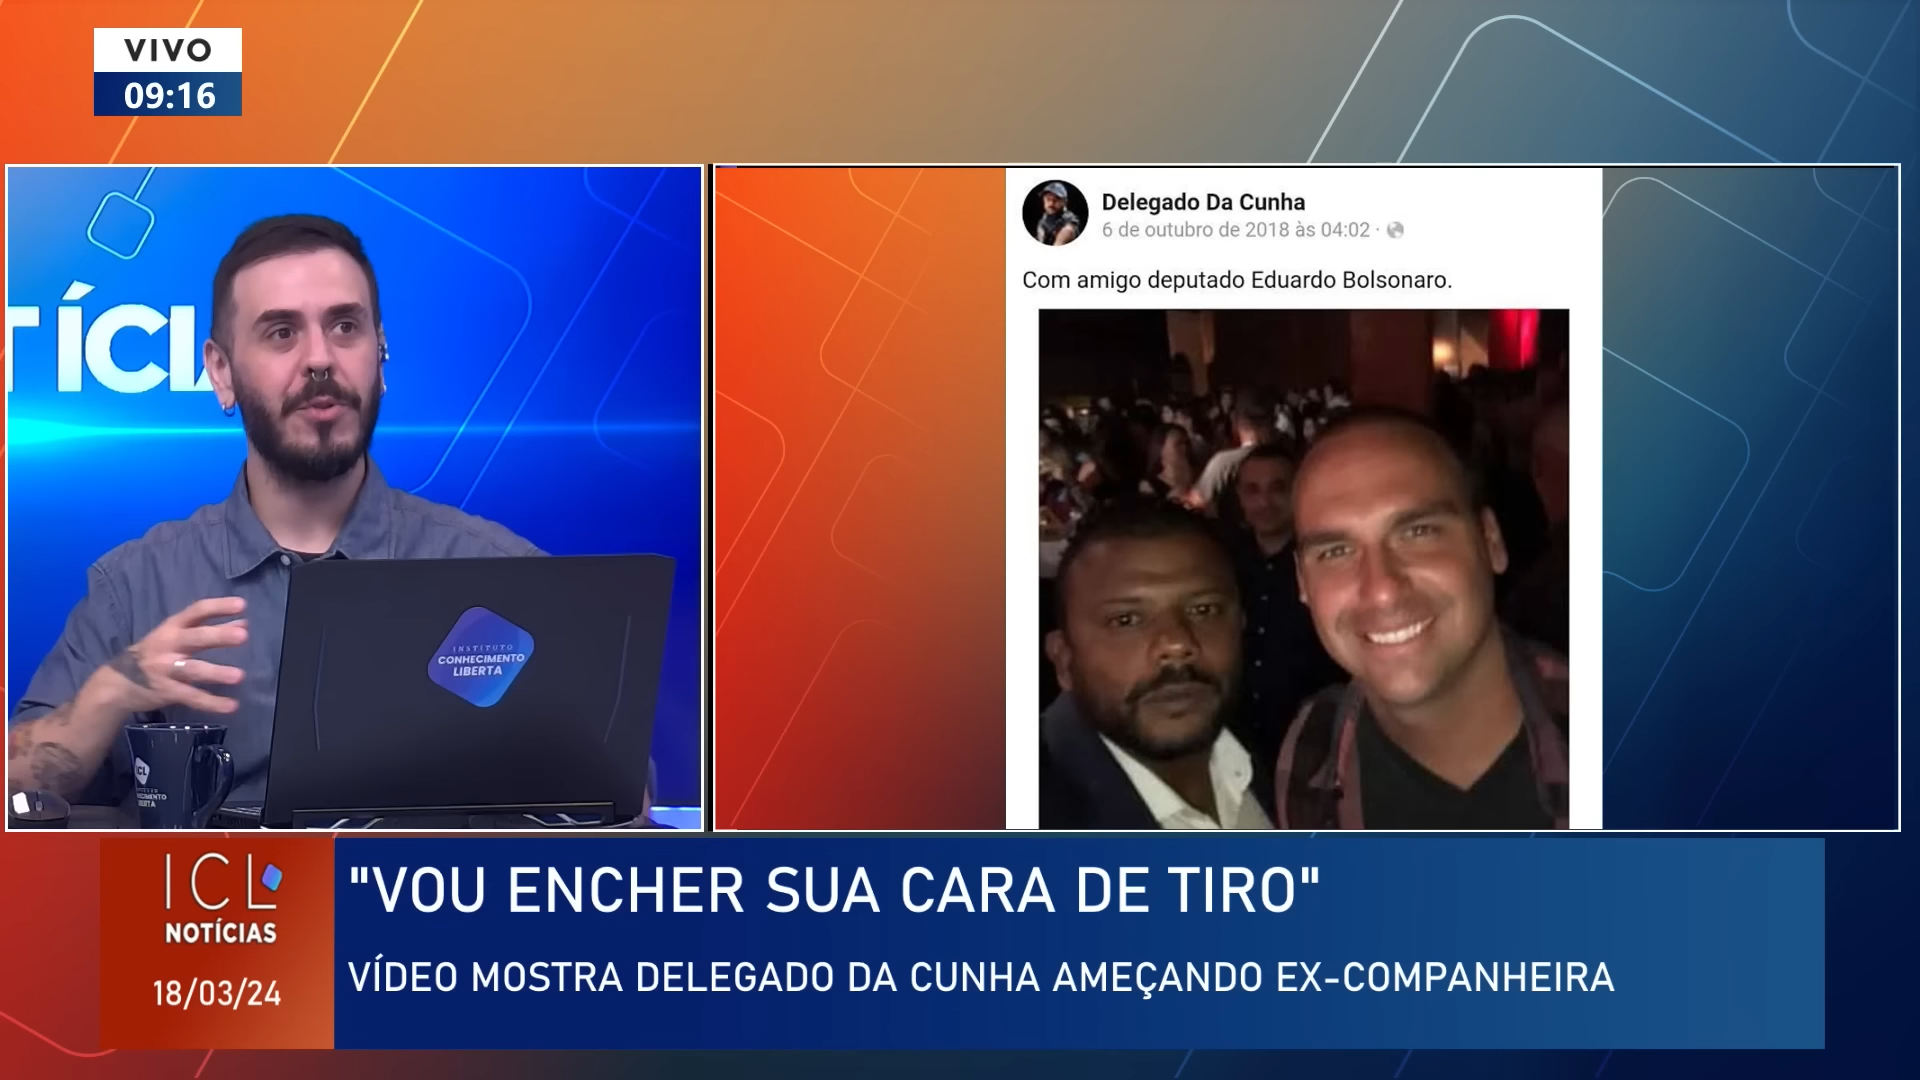 VIVO
09:16
TÍCI
Delegado Da Cunha
6 de outubro de 2018 às 04:02 ·
Com amigo deputado Eduardo Bolsonaro.
INSTITUTO
CONHECIMENTO
LIBERTA
ICL
ICL
NOTÍCIAS
18/03/24
"VOU ENCHER SUA CARA DE TIRO"
VÍDEO MOSTRA DELEGADO DA CUNHA AMEÇANDO EX-COMPANHEIRA